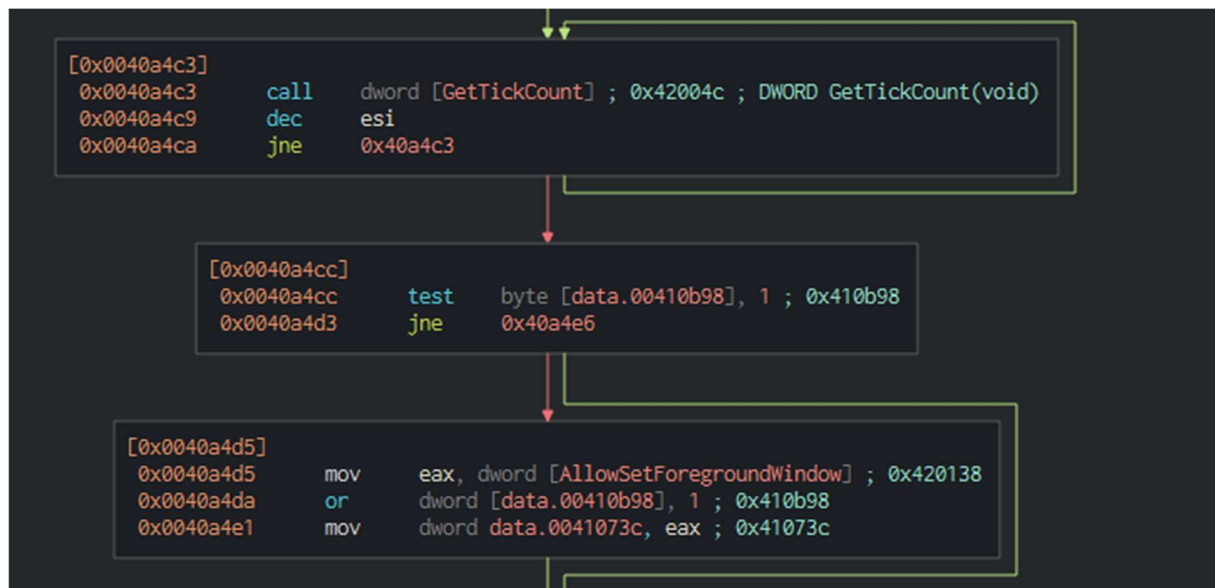 [0x0040a4c3]
0x0040a4c3 call dword [GetTickCount] ; 0x42004c ; DWORD GetTickCount(void)
0x0040a4c9 dec esi
0x0040a4ca jne 0x40a4c3
[0x0040a4cc]
0x0040a4cc test byte [data.00410b98], 1 ; 0x410b98
0x0040a4d3 jne 0x40a4e6
[0x0040a4d5]
0x0040a4d5 mov eax, dword [AllowSetForegroundWindow] ; 0x420138
0x0040a4da or dword [data.00410b98], 1 ; 0x410b98
0x0040a4e1 mov dword data.0041073c, eax ; 0x41073c